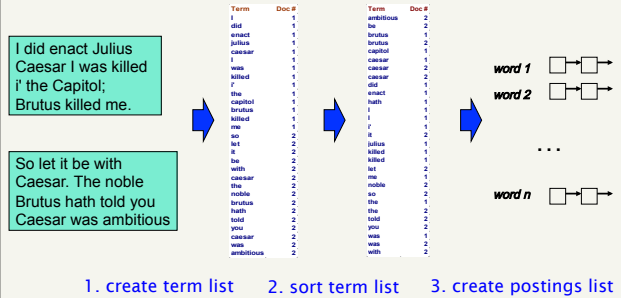 I did enact Julius
Caesar I was killed
i' the Capitol;
Brutus killed me.
So let it be with
Caesar. The noble
Brutus hath told you
Caesar was ambitious
Term Doc #
I 1
did 1
enact 1
julius 1
caesar 1
I 1
was 1
killed 1
i' 1
the 1
capitol 1
brutus 1
killed 1
me 1
so 2
let 2
it 2
be 2
with 2
caesar 2
the 2
noble 2
brutus 2
hath 2
told 2
you 2
caesar 2
was 2
ambitious 2
Term Doc #
ambitious 2
be 2
brutus 1
brutus 2
capitol 1
caesar 1
caesar 2
caesar 2
did 1
enact 1
hath 1
I 1
I 1
i' 1
it 2
julius 1
killed 1
killed 1
let 2
me 1
noble 2
so 2
the 1
the 2
told 2
you 2
was 1
was 2
with 2
word 1
word 2
...
word n
1. create term list
2. sort term list
3. create postings list